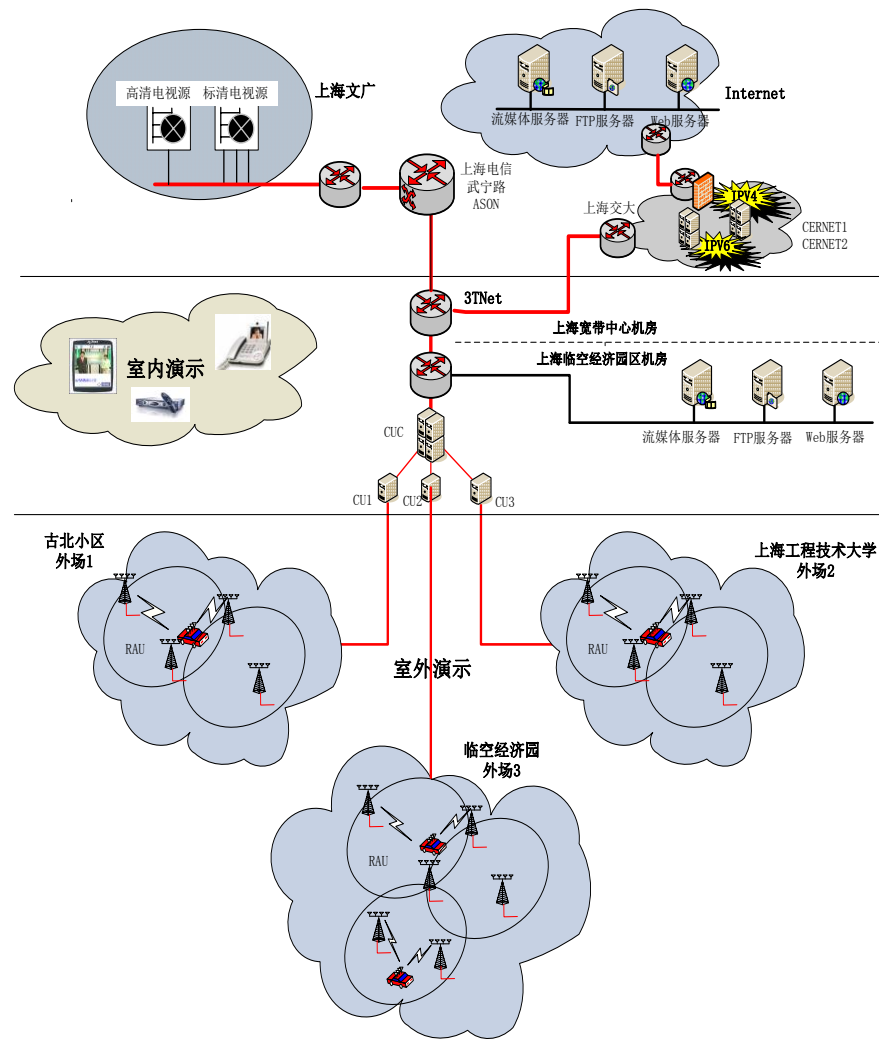 高清电视源
标清电视源
上海文广
流媒体服务器
FTP服务器
Web服务器
Internet
上海电信
武宁路
ASON
上海交大
IPV4
IPV6
CERNET1
CERNET2
3TNet
上海宽带中心机房
上海临空经济园区机房
室内演示
流媒体服务器
FTP服务器
Web服务器
CUC
CU1
CU2
CU3
古北小区
外场1
RAU
上海工程技术大学
外场2
RAU
室外演示
临空经济园
外场3
RAU